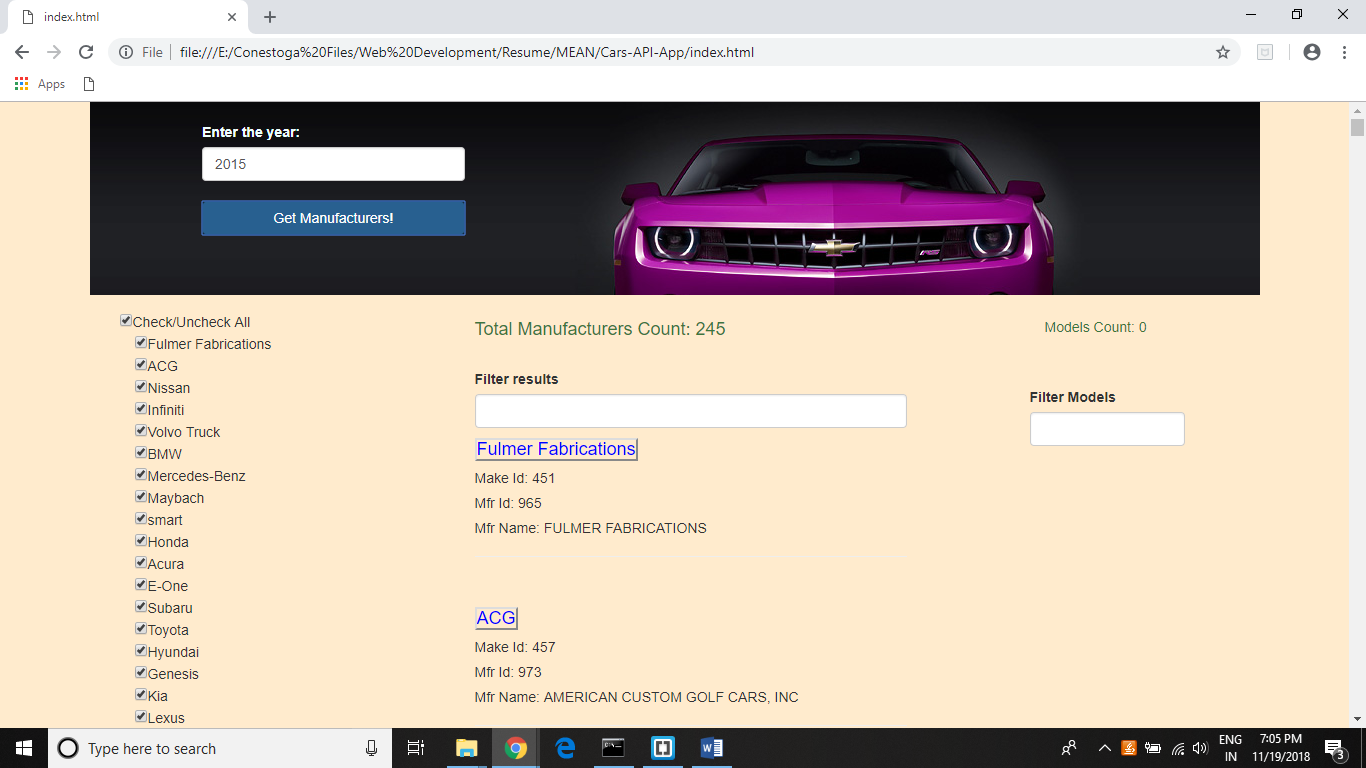 index.html
File
file:///E:/Conestoga%20Files/Web%20Development/Resume/MEAN/Cars-API-App/index.html
Apps
Enter the year:
2015
Get Manufacturers!
Check/Uncheck All
Fulmer Fabrications
ACG
Nissan
Infiniti
Volvo Truck
BMW
Mercedes-Benz
Maybach
smart
Honda
Acura
E-One
Subaru
Toyota
Hyundai
Genesis
Kia
Lexus
Total Manufacturers Count: 245
Filter results
Fulmer Fabrications
Make Id: 451
Mfr Id: 965
Mfr Name: FULMER FABRICATIONS
ACG
Make Id: 457
Mfr Id: 973
Mfr Name: AMERICAN CUSTOM GOLF CARS, INC
Models Count: 0
Filter Models
Type here to search
ENG
IN
7:05 PM
11/19/2018
3